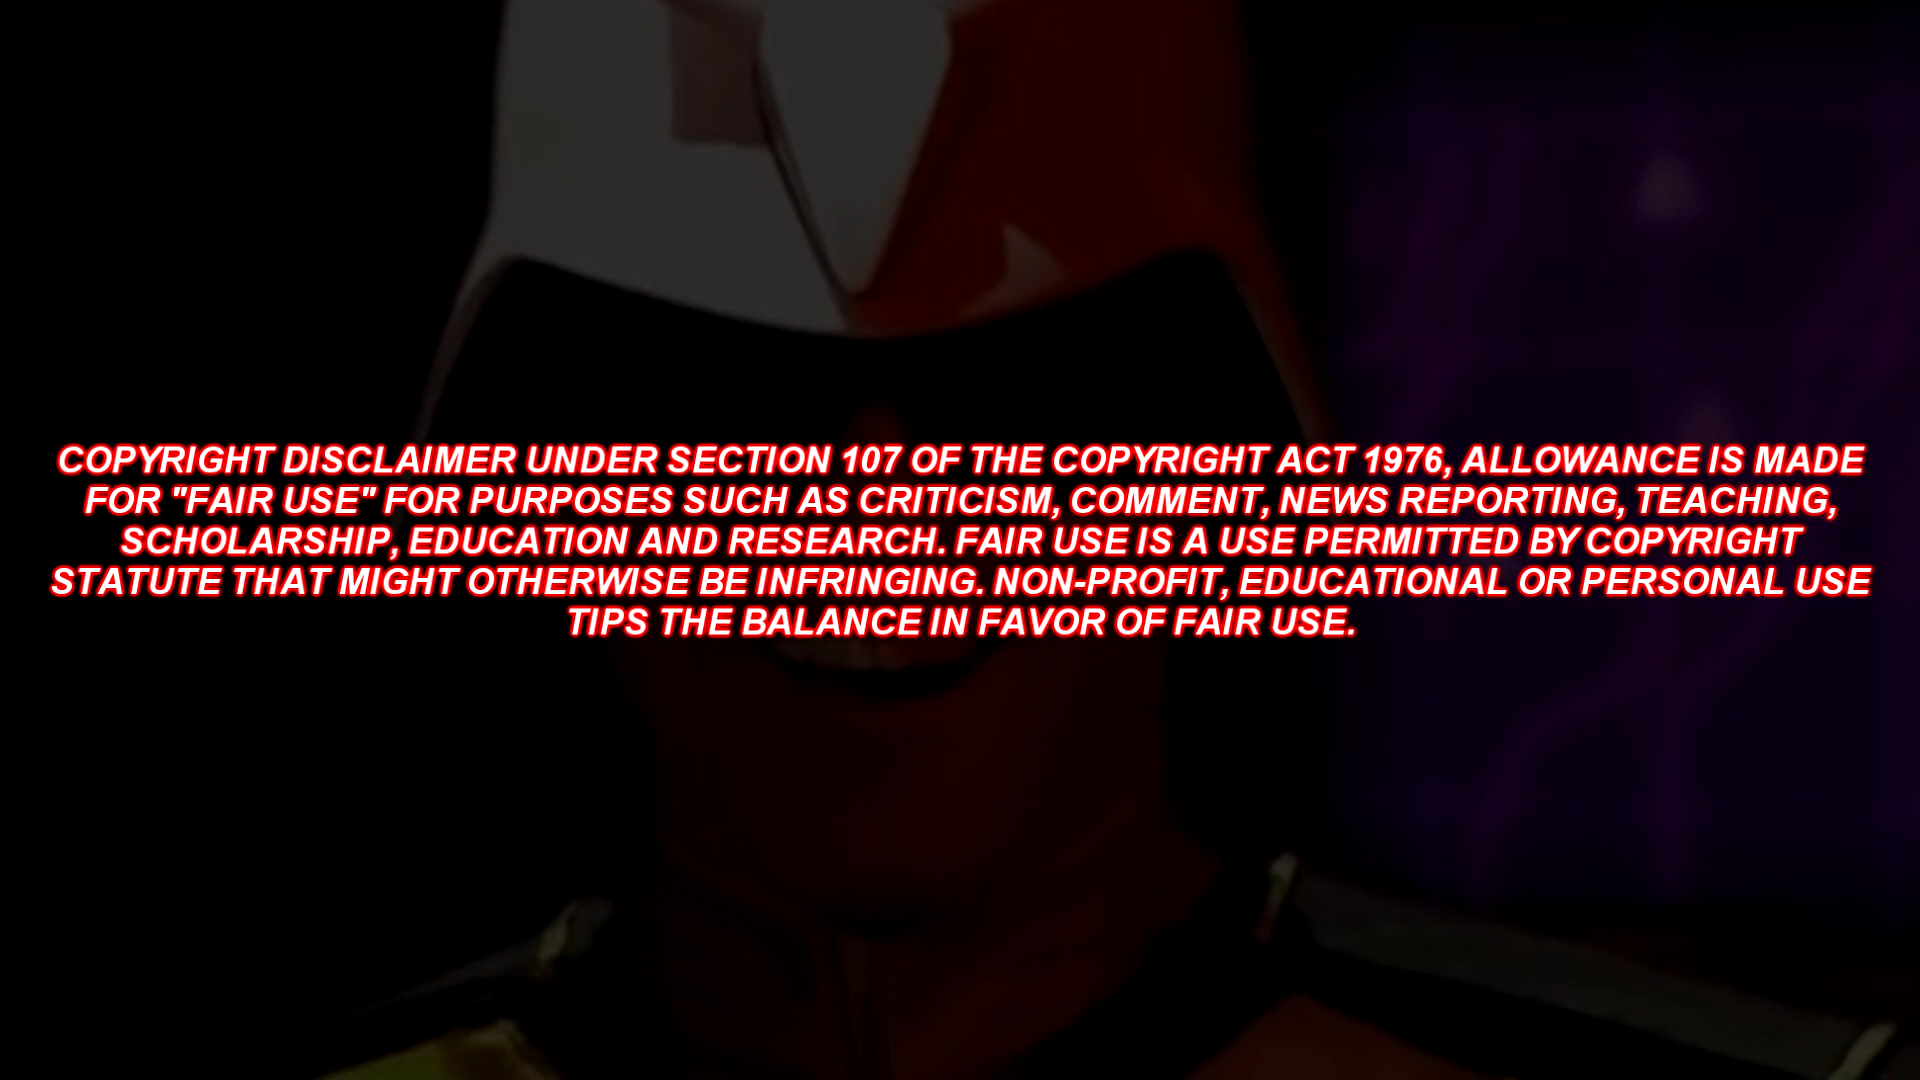 COPYRIGHT DISCLAIMER UNDER SECTION 107 OF THE COPYRIGHT ACT 1976, ALLOWANCE IS MADE
FOR "FAIR USE" FOR PURPOSES SUCH AS CRITICISM, COMMENT, NEWS REPORTING, TEACHING,
SCHOLARSHIP, EDUCATION AND RESEARCH. FAIR USE IS A USE PERMITTED BY COPYRIGHT
STATUTE THAT MIGHT OTHERWISE BE INFRINGING. NON-PROFIT, EDUCATIONAL OR PERSONAL USE
TIPS THE BALANCE IN FAVOR OF FAIR USE.